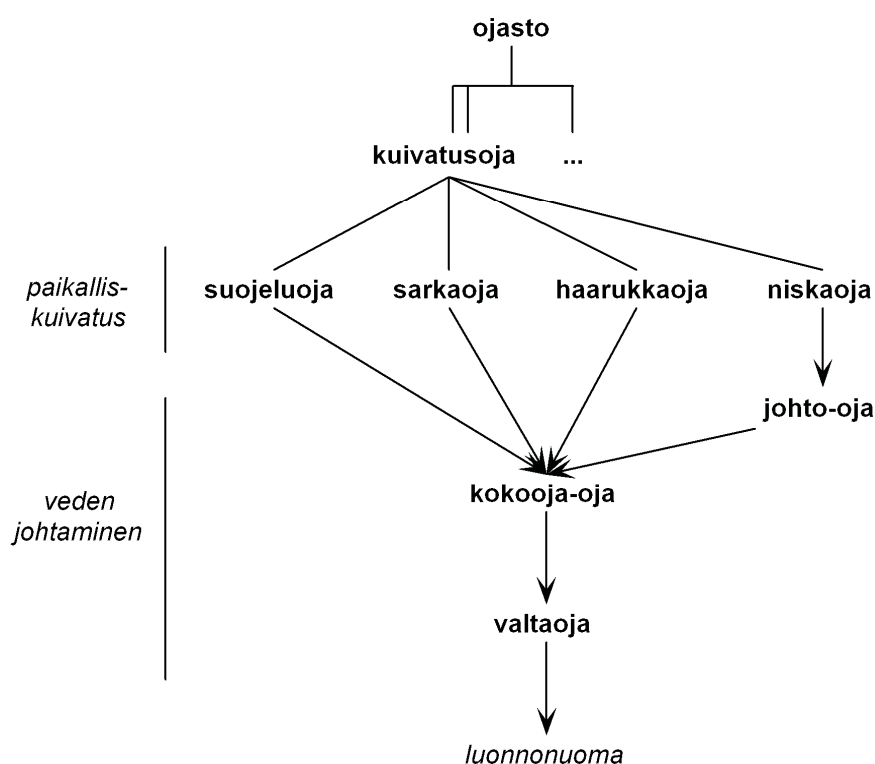 ojasto
kuivatusoja ...
paikallis-
kuivatus
suojeluoja sarkaoja haarukkaoja niskaoja
johto-oja
veden
johtaminen
kokooja-oja
valtaoja
luonnonuoma